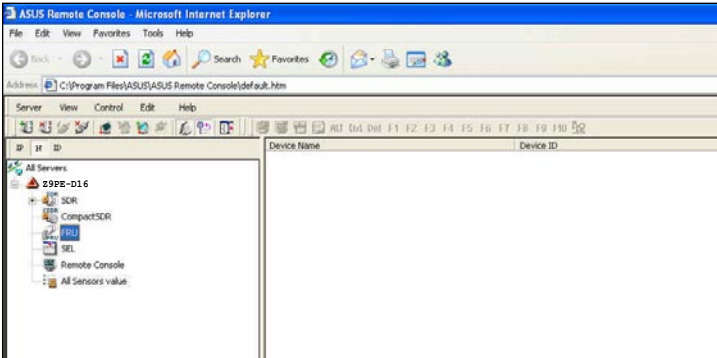 ASUS Remote Console - Microsoft Internet Explorer
File Edit View Favorites Tools Help
Back Search Favorites
Address C:\Program Files\ASUS\ASUS Remote Console\default.htm
Server View Control Edit Help
ALT Ctrl Del F1 F2 F3 F4 F5 F6 F7 F8 F9 F10
IP H ID Device Name Device ID
All Servers
Z9PE-D16
SDR
CompactSDR
FRU
SEL
Remote Console
All Sensors value